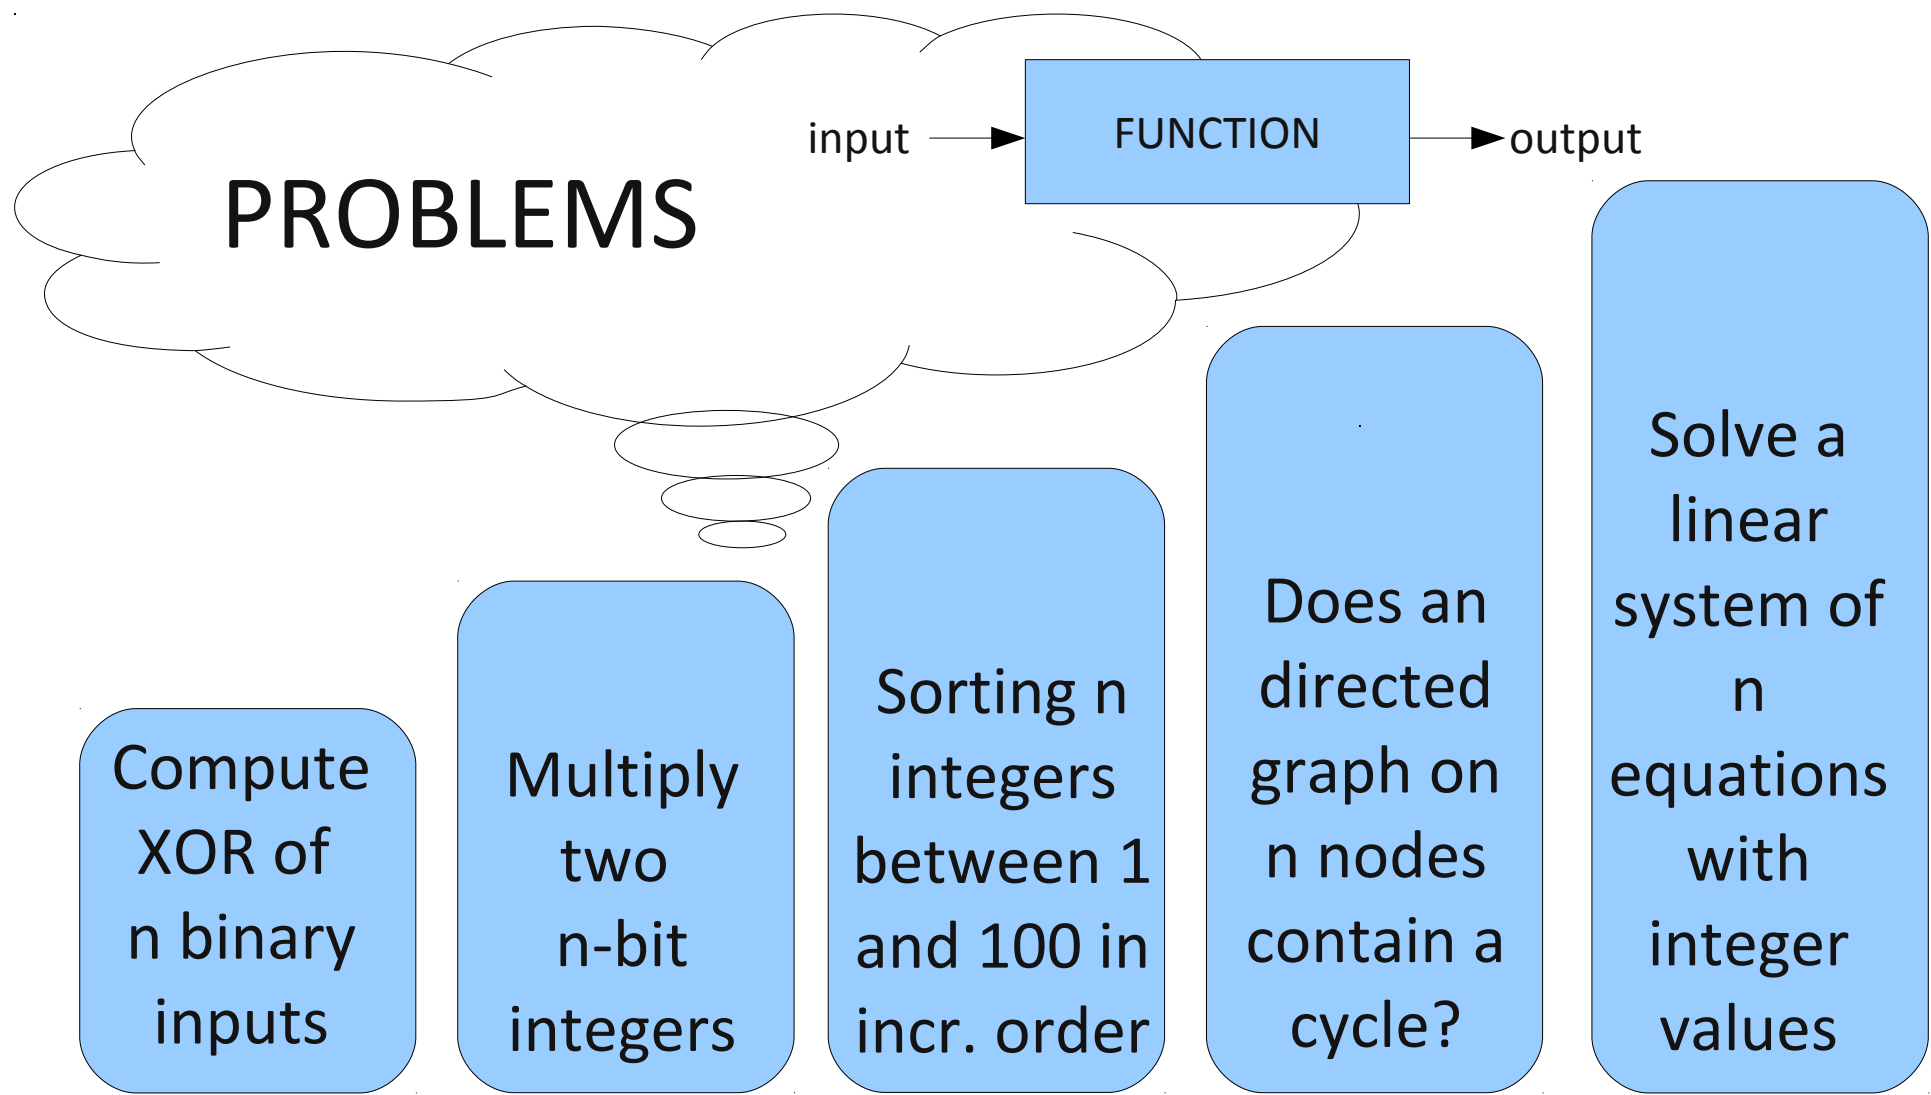 input
FUNCTION
output
PROBLEMS
Compute
XOR of
n binary
inputs
Multiply
two
n-bit
integers
Sorting n
integers
between 1
and 100 in
incr. order
Does an
directed
graph on
n nodes
contain a
cycle?
Solve a
linear
system of
n
equations
with
integer
values